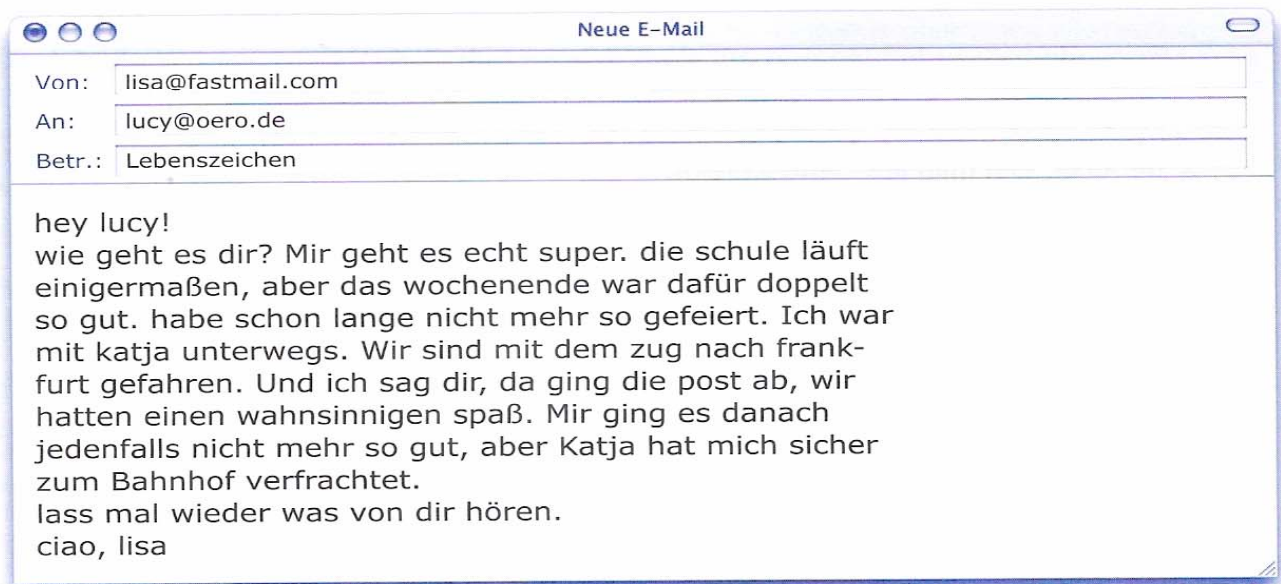 Neue E-Mail
Von: lisa@fastmail.com
An: lucy@oero.de
Betr.: Lebenszeichen
hey lucy!
wie geht es dir? Mir geht es echt super. die schule läuft
einigermaßen, aber das wochenende war dafür doppelt
so gut. habe schon lange nicht mehr so gefeiert. Ich war
mit katja unterwegs. Wir sind mit dem zug nach frank-
furt gefahren. Und ich sag dir, da ging die post ab, wir
hatten einen wahnsinnigen spaß. Mir ging es danach
jedenfalls nicht mehr so gut, aber Katja hat mich sicher
zum Bahnhof verfrachtet.
lass mal wieder was von dir hören.
ciao, lisa